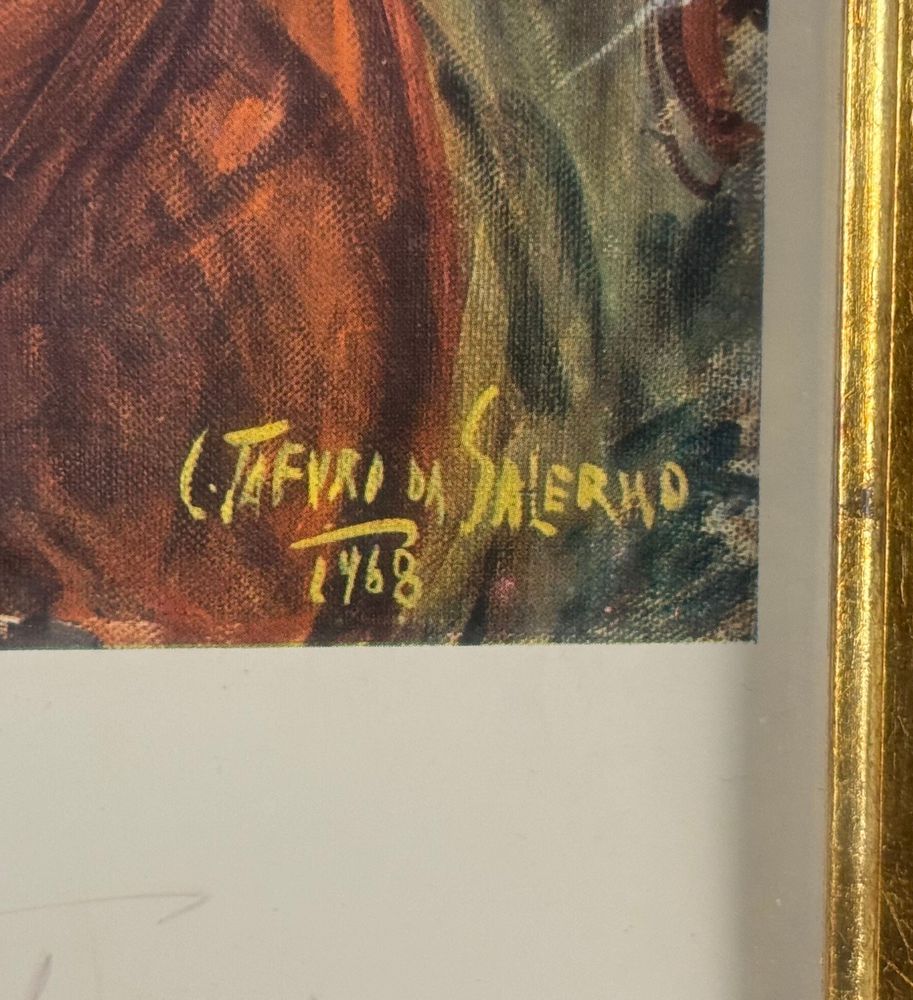 C. TAFURO DA SALERNO
1968